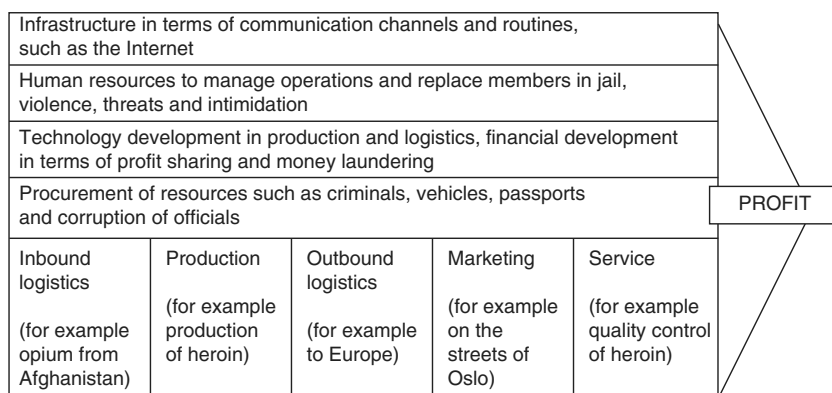 Infrastructure in terms of communication channels and routines,
such as the Internet
Human resources to manage operations and replace members in jail,
violence, threats and intimidation
Technology development in production and logistics, financial development
in terms of profit sharing and money laundering
Procurement of resources such as criminals, vehicles, passports
and corruption of officials
PROFIT
Inbound
logistics
(for example
opium from
Afghanistan)
Production
(for example
production
of heroin)
Outbound
logistics
(for example
to Europe)
Marketing
(for example
on the
streets of
Oslo)
Service
(for example
quality control
of heroin)